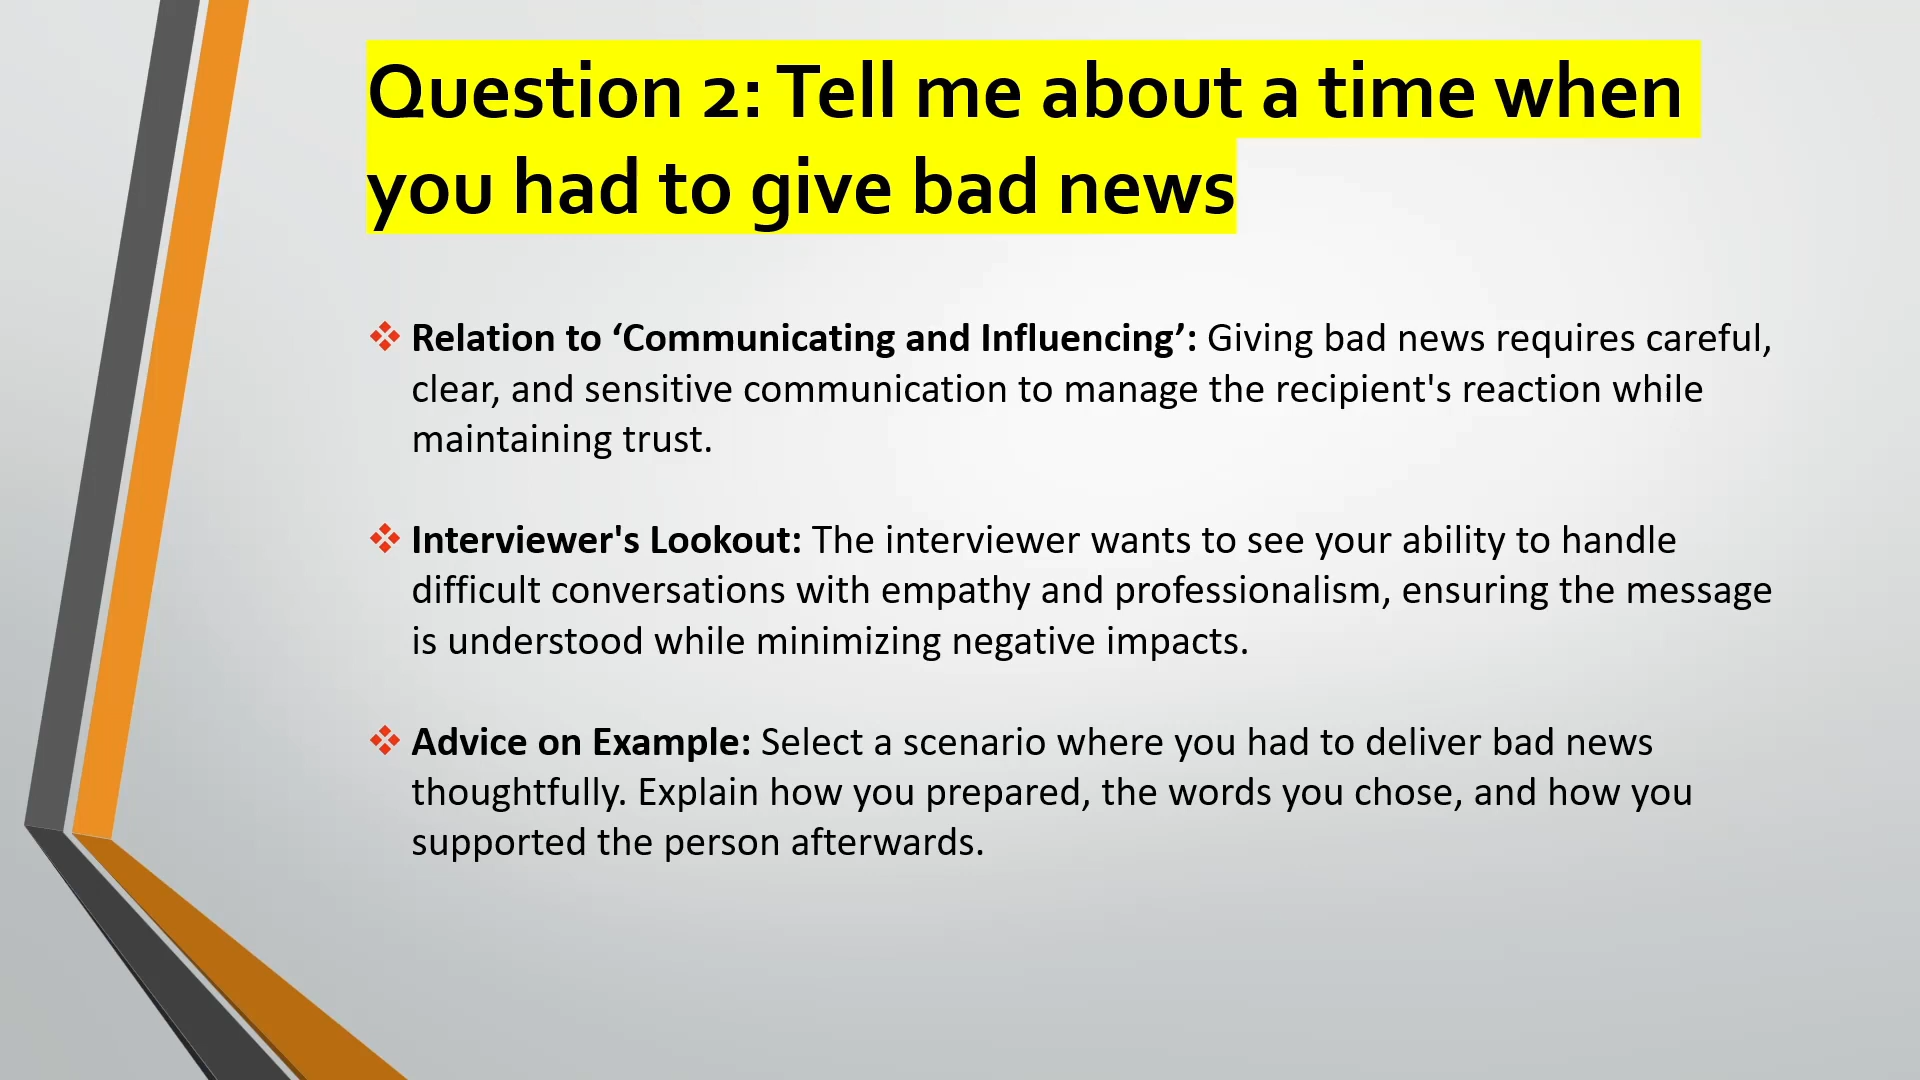 Question 2: Tell me about a time when
you had to give bad news
Relation to ‘Communicating and Influencing’: Giving bad news requires careful,
clear, and sensitive communication to manage the recipient's reaction while
maintaining trust.
Interviewer's Lookout: The interviewer wants to see your ability to handle
difficult conversations with empathy and professionalism, ensuring the message
is understood while minimizing negative impacts.
Advice on Example: Select a scenario where you had to deliver bad news
thoughtfully. Explain how you prepared, the words you chose, and how you
supported the person afterwards.